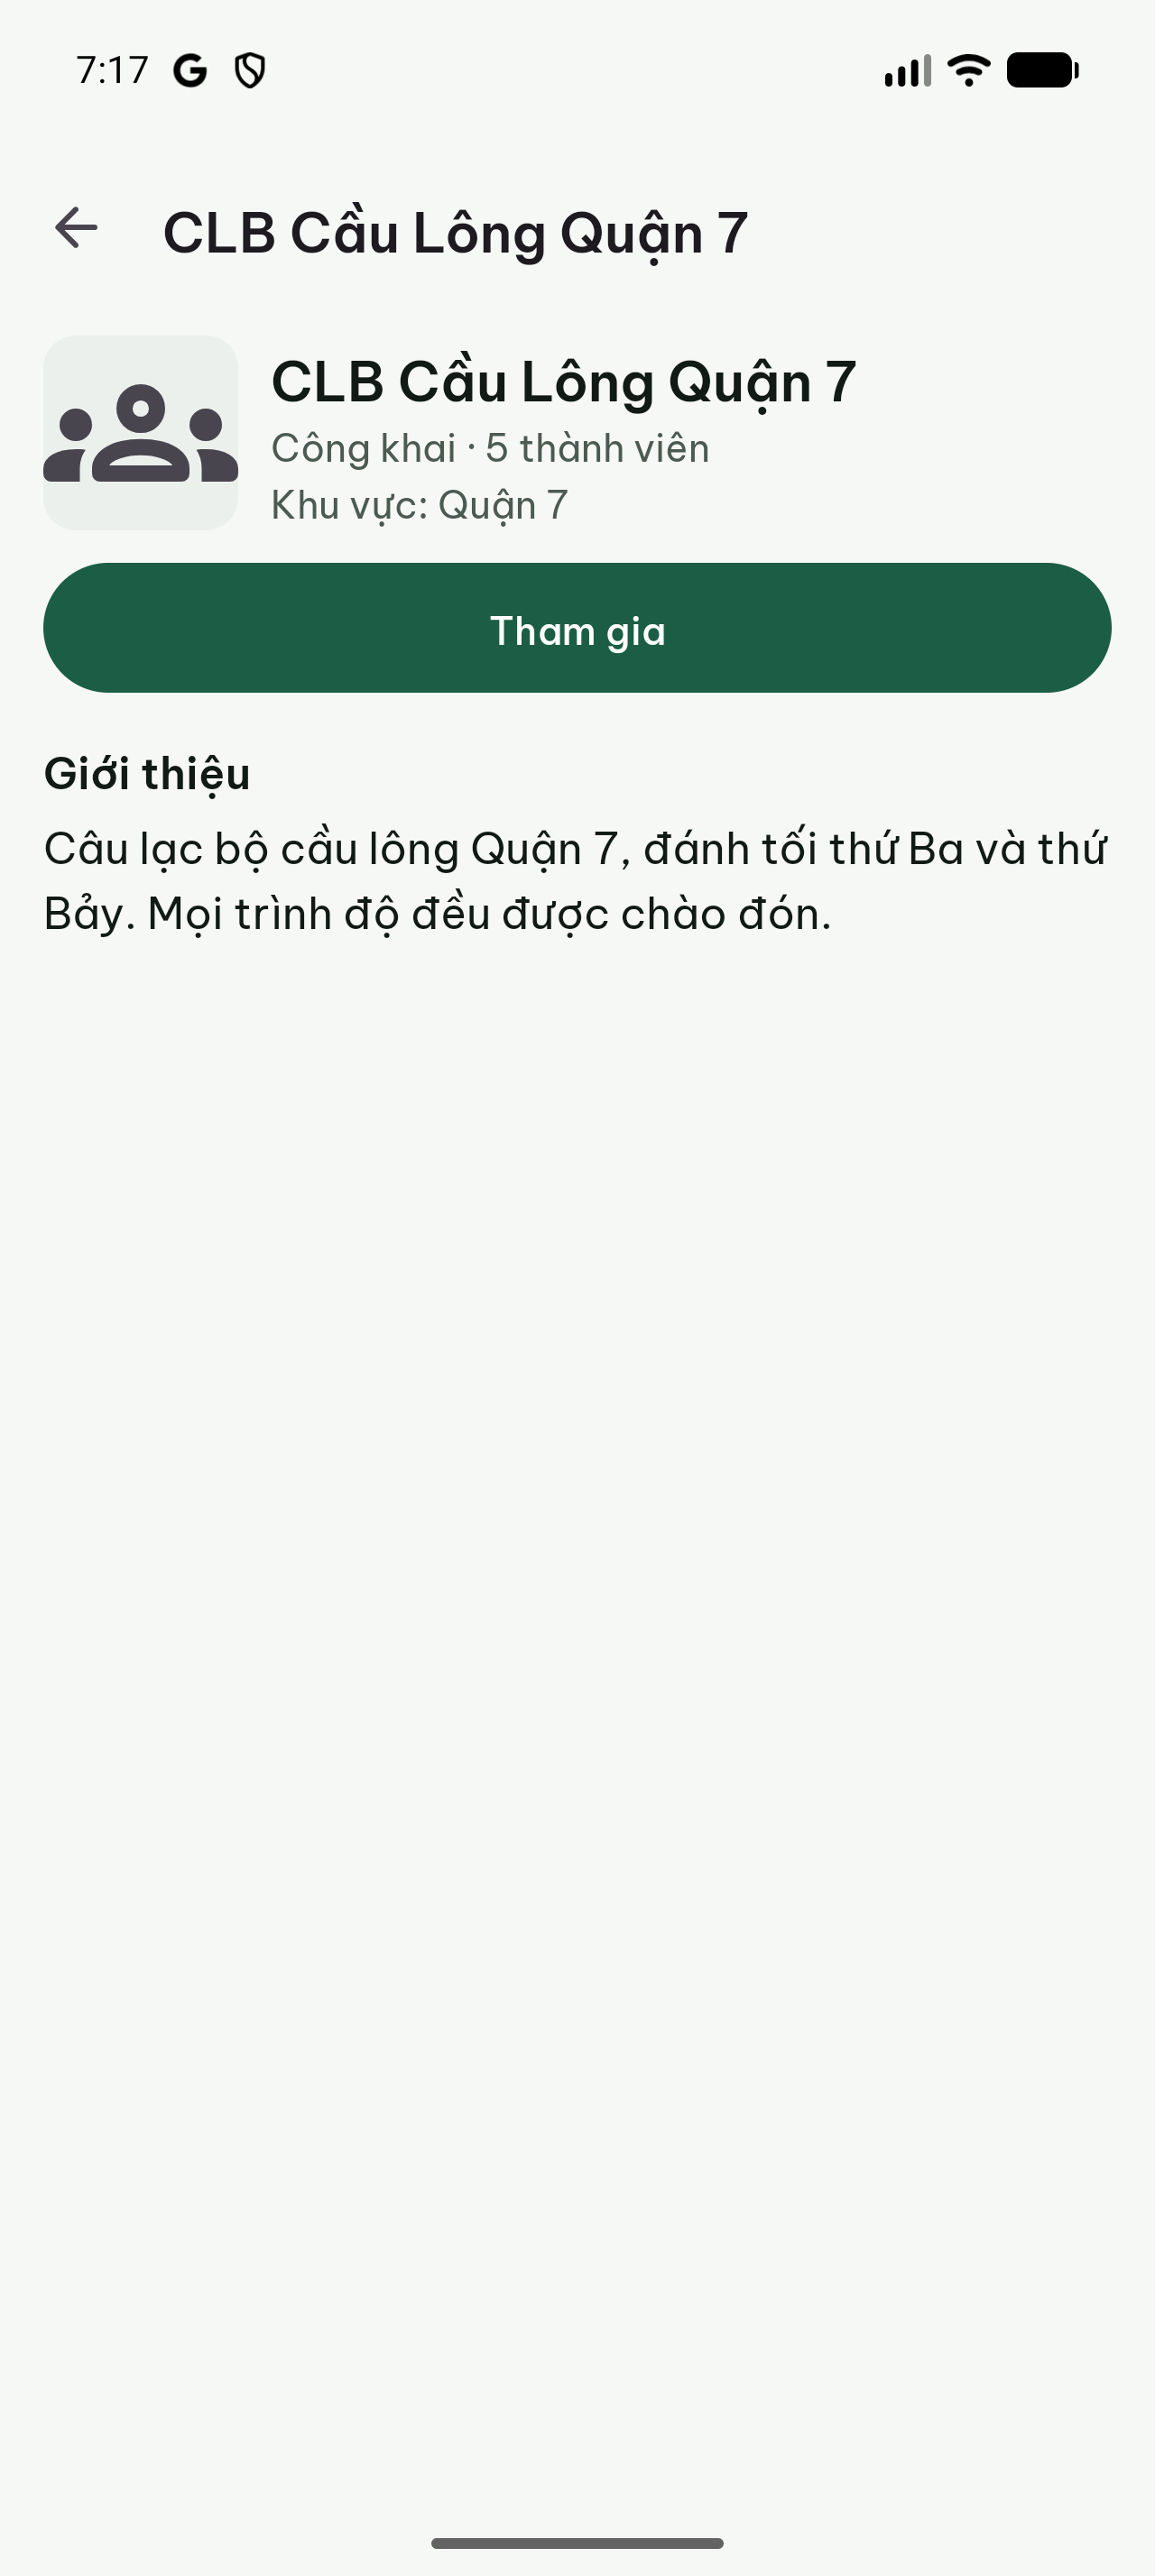 7:17
CLB Cầu Lông Quận 7
CLB Cầu Lông Quận 7
Công khai · 5 thành viên
Khu vực: Quận 7
Tham gia
Giới thiệu
Câu lạc bộ cầu lông Quận 7, đánh tối thứ Ba và thứ
Bảy. Mọi trình độ đều được chào đón.